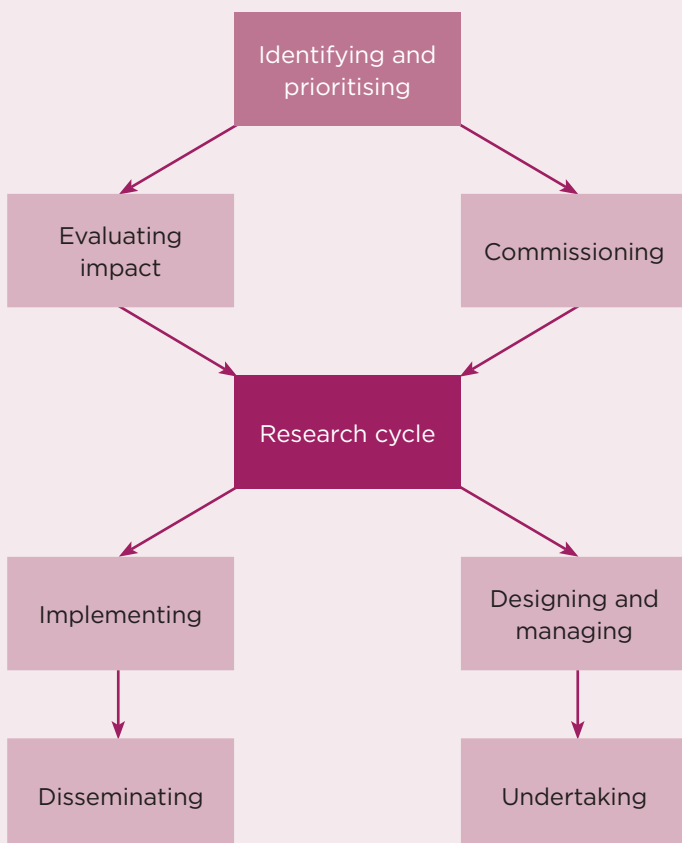 Identifying and
prioritising
Evaluating
impact
Commissioning
Research cycle
Implementing
Designing and
managing
Disseminating
Undertaking